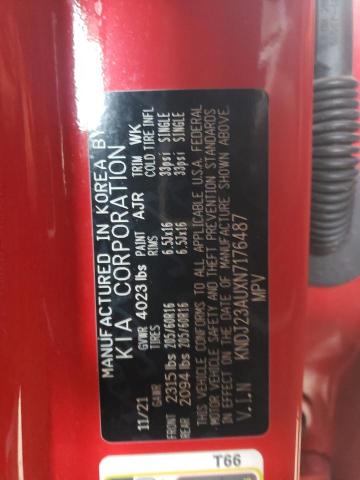 MANUFACTURED IN KOREA BY
KIA CORPORATION
11/21 GVWR 4023 lbs PAINT AJR TRIM WK
GAWR TIRES RIMS COLD TIRE INFL
FRONT 2315 lbs 205/60R16 6.5Jx16 33psi SINGLE
REAR 2094 lbs 205/60R16 6.5Jx16 33psi SINGLE
THIS VEHICLE CONFORMS TO ALL APPLICABLE U.S.A. FEDERAL
MOTOR VEHICLE SAFETY AND THEFT PREVENTION STANDARDS
IN EFFECT ON THE DATE OF MANUFACTURE SHOWN ABOVE.
V.I.N KNDJ23AUXN7176487
MPV
T66